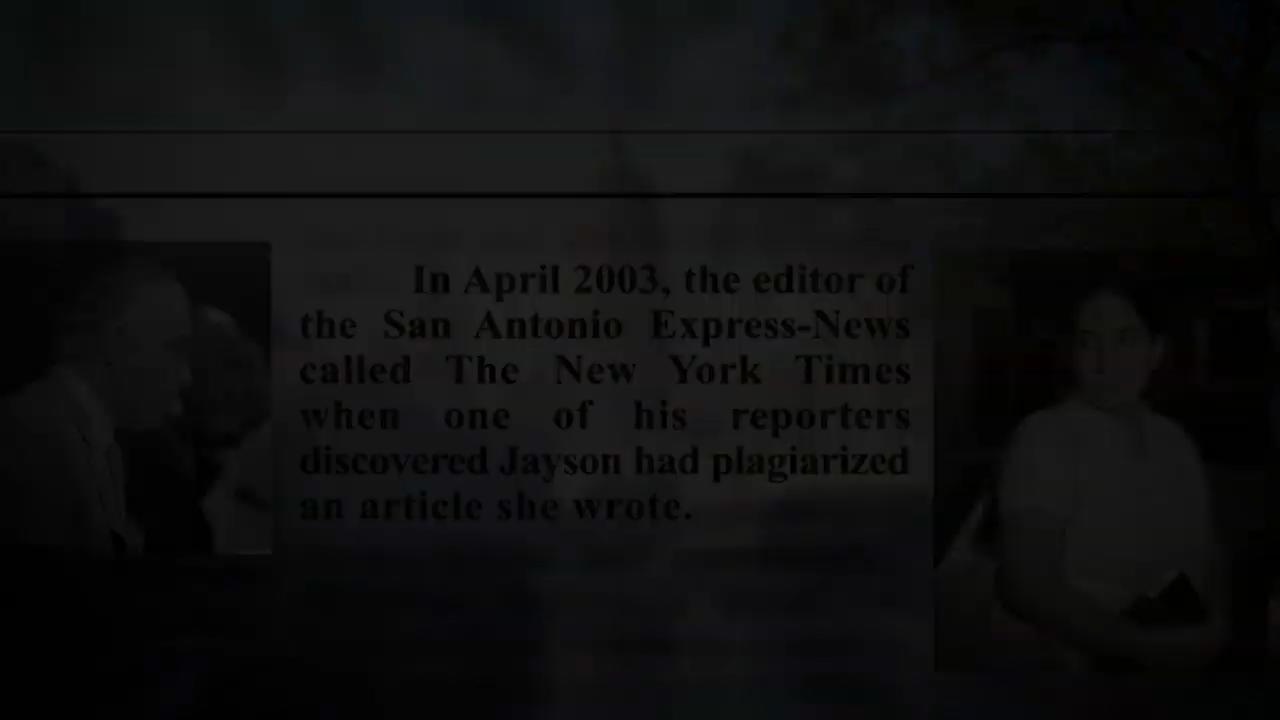 In April 2003, the editor of
the San Antonio Express-News
called The New York Times
when one of his reporters
discovered Jayson had plagiarized
an article she wrote.